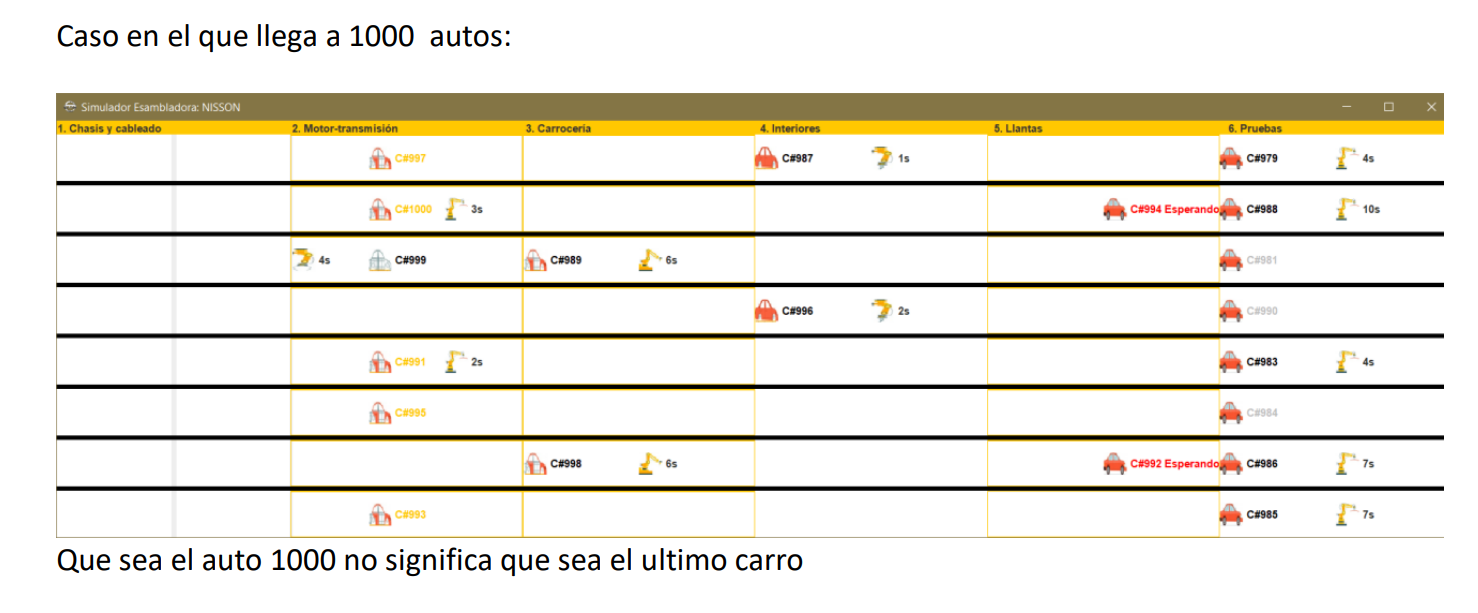 Caso en el que llega a 1000 autos:
Simulador Esambladora: NISSON
1. Chasis y cableado 2. Motor-transmisión 3. Carrocería 4. Interiores 5. Llantas 6. Pruebas
C#997 C#987 1s C#979 4s
C#1000 3s C#994 Esperando C#988 10s
4s C#999 C#989 6s C#981
C#996 2s C#990
C#991 2s C#983 4s
C#995 C#984
C#998 6s C#992 Esperando C#986 7s
C#993 C#985 7s
Que sea el auto 1000 no significa que sea el ultimo carro